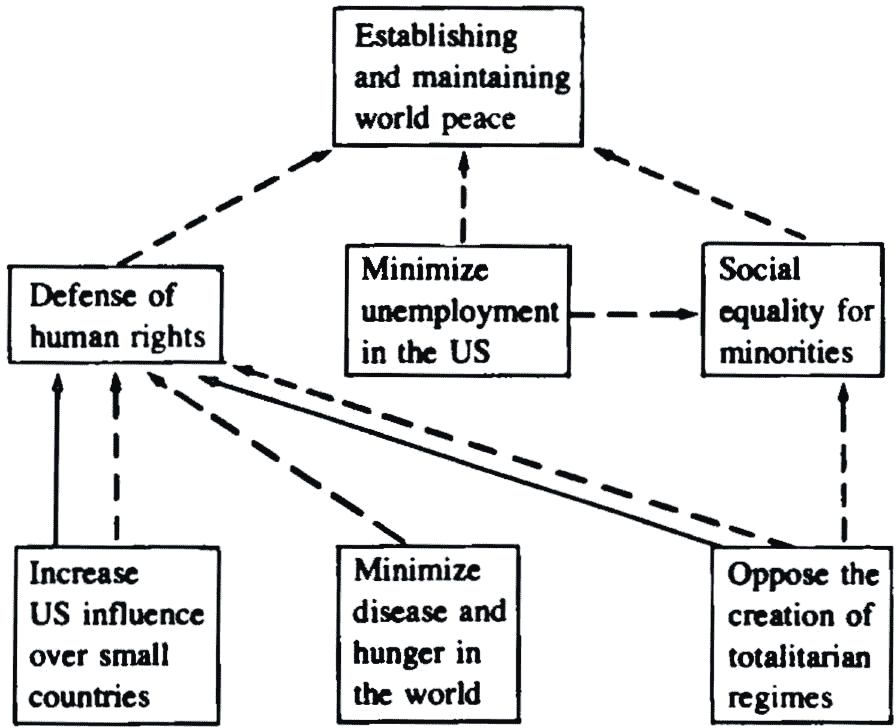 Establishing
and maintaining
world peace
Defense of
human rights
Minimize
unemployment
in the US
Social
equality for
minorities
Increase
US influence
over small
countries
Minimize
disease and
hunger in
the world
Oppose the
creation of
totalitarian
regimes